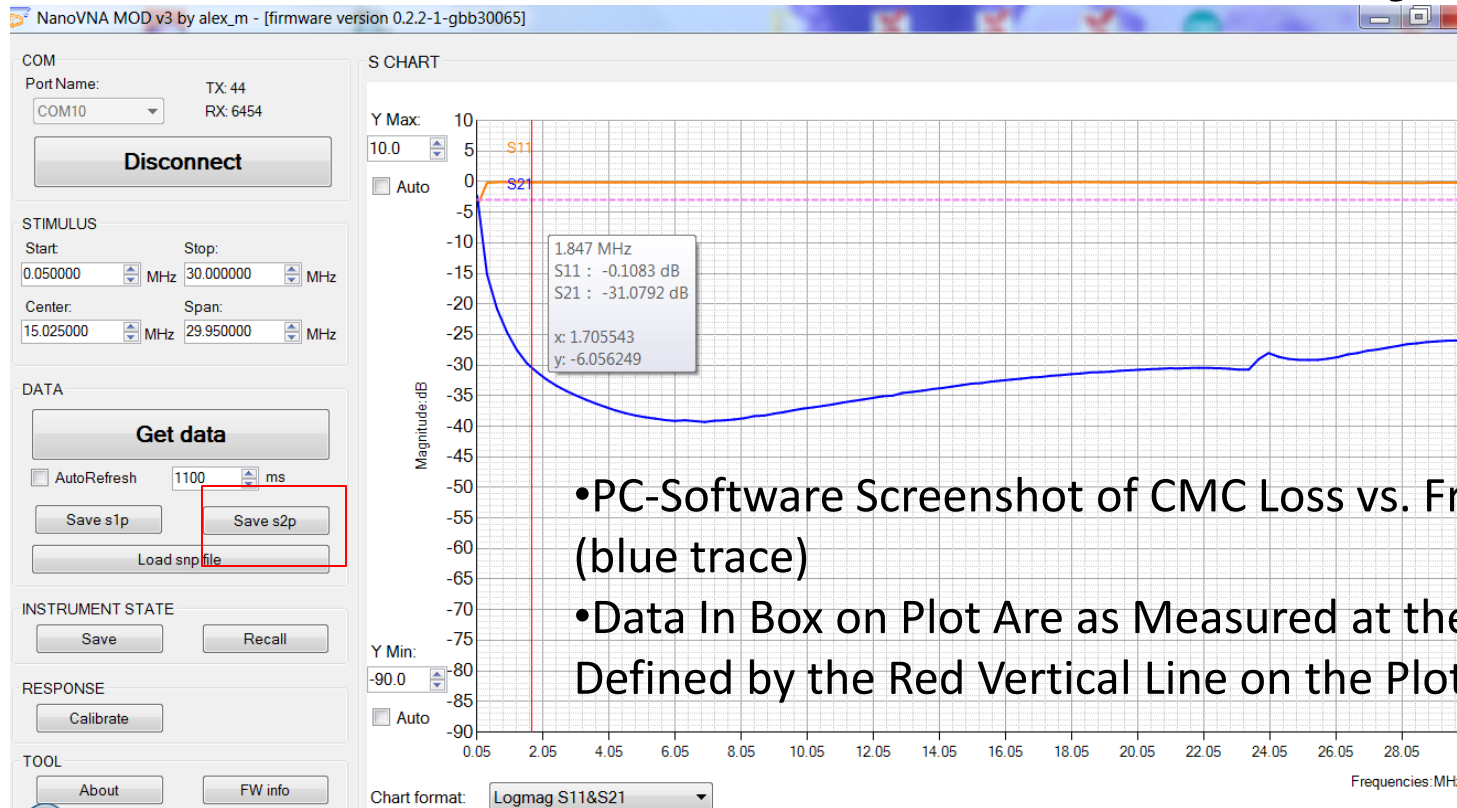 NanoVNA MOD v3 by alex_m - [firmware version 0.2.2-1-gbb30065]
COM
Port Name:
TX: 44
COM10
RX: 6454
Disconnect
STIMULUS
Start:
Stop:
0.050000 MHz 30.000000 MHz
Center:
Span:
15.025000 MHz 29.950000 MHz
DATA
Get data
AutoRefresh 1100 ms
Save s1p
Save s2p
Load snp file
INSTRUMENT STATE
Save
Recall
RESPONSE
Calibrate
TOOL
About
FW info
S CHART
Y Max:
10.0
Auto
10
5
0
-5
-10
-15
-20
-25
-30
-35
-40
-45
-50
-55
-60
-65
-70
-75
-80
-85
-90
Magnitude:dB
S11
S21
1.847 MHz
S11 : -0.1083 dB
S21 : -31.0792 dB
x: 1.705543
y: -6.056249
•PC-Software Screenshot of CMC Loss vs. Fr
(blue trace)
•Data In Box on Plot Are as Measured at the
Defined by the Red Vertical Line on the Plot
Y Min:
-90.0
Auto
0.05 2.05 4.05 6.05 8.05 10.05 12.05 14.05 16.05 18.05 20.05 22.05 24.05 26.05 28.05
Frequencies:MH
Chart format: Logmag S11&S21